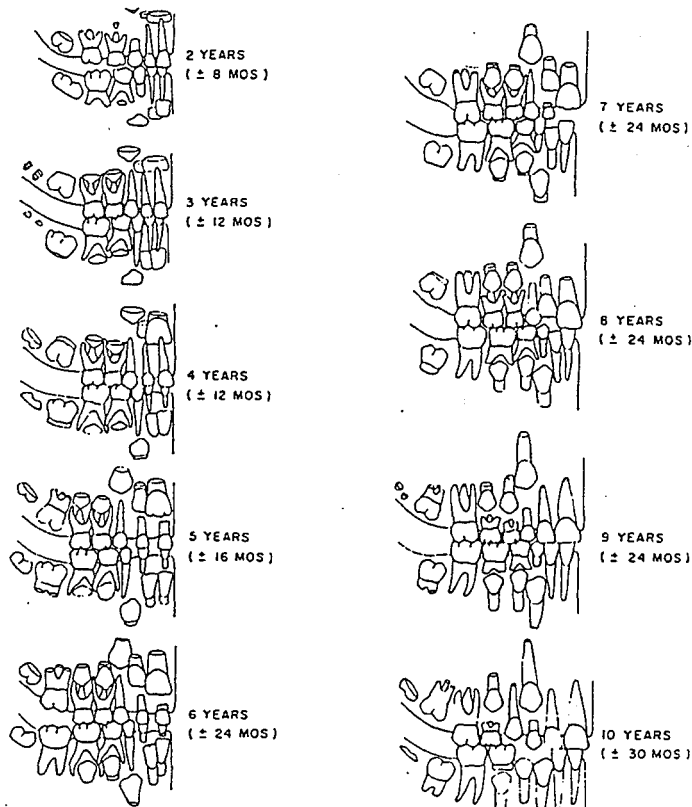 2 YEARS
( ± 8 MOS )
3 YEARS
( ± 12 MOS )
4 YEARS
( ± 12 MOS )
5 YEARS
( ± 16 MOS )
6 YEARS
( ± 24 MOS )
7 YEARS
( ± 24 MOS )
8 YEARS
( ± 24 MOS )
9 YEARS
( ± 24 MOS )
10 YEARS
( ± 30 MOS )